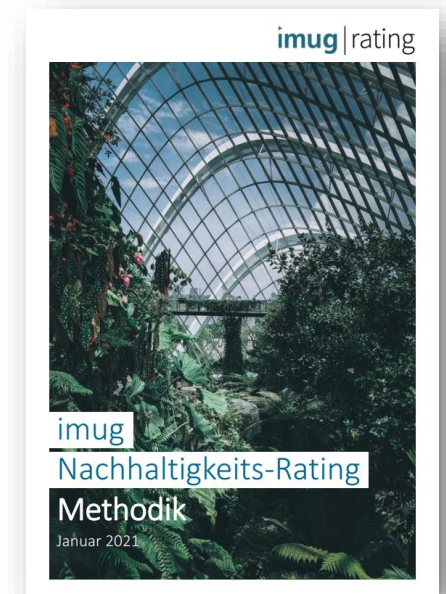 imug|rating
imug
Nachhaltigkeits-Rating
Methodik
Januar 2021